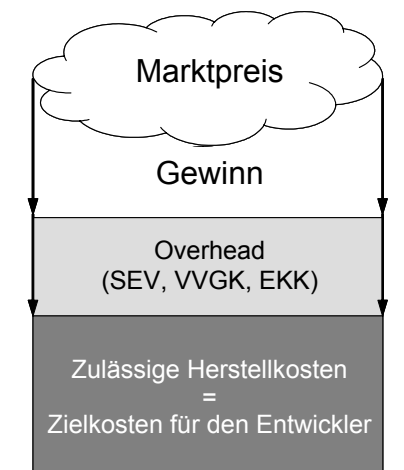 Marktpreis
Gewinn
Overhead
(SEV, VVGK, EKK)
Zulässige Herstellkosten
=
Zielkosten für den Entwickler